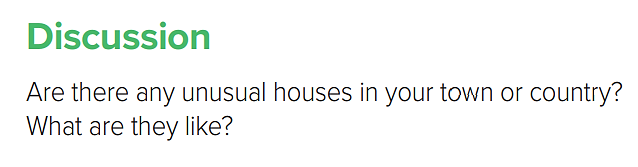 Discussion
Are there any unusual houses in your town or country?
What are they like?